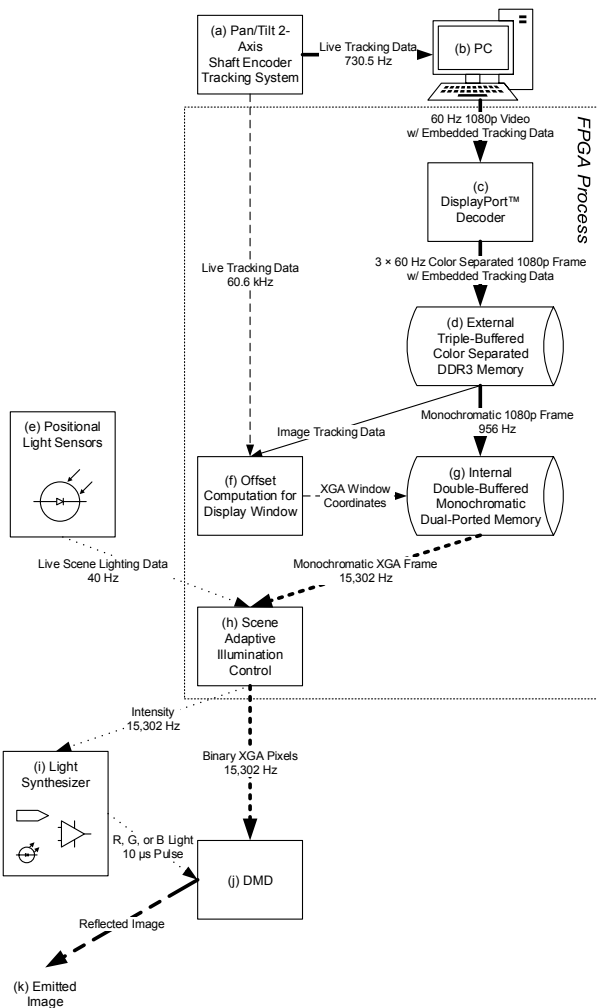 (a) Pan/Tilt 2-
Axis
Shaft Encoder
Tracking System
Live Tracking Data
730.5 Hz
(b) PC
60 Hz 1080p Video
w/ Embedded Tracking Data
FPGA Process
(c)
DisplayPort™
Decoder
3 × 60 Hz Color Separated 1080p Frame
w/ Embedded Tracking Data
Live Tracking Data
60.6 kHz
(d) External
Triple-Buffered
Color Separated
DDR3 Memory
Image Tracking Data
Monochromatic 1080p Frame
956 Hz
(e) Positional
Light Sensors
(f) Offset
Computation for
Display Window
XGA Window
Coordinates
(g) Internal
Double-Buffered
Monochromatic
Dual-Ported Memory
Live Scene Lighting Data
40 Hz
Monochromatic XGA Frame
15,302 Hz
(h) Scene
Adaptive
Illumination
Control
Intensity
15,302 Hz
Binary XGA Pixels
15,302 Hz
(i) Light
Synthesizer
R, G, or B Light
10 µs Pulse
(j) DMD
Reflected Image
(k) Emitted
Image